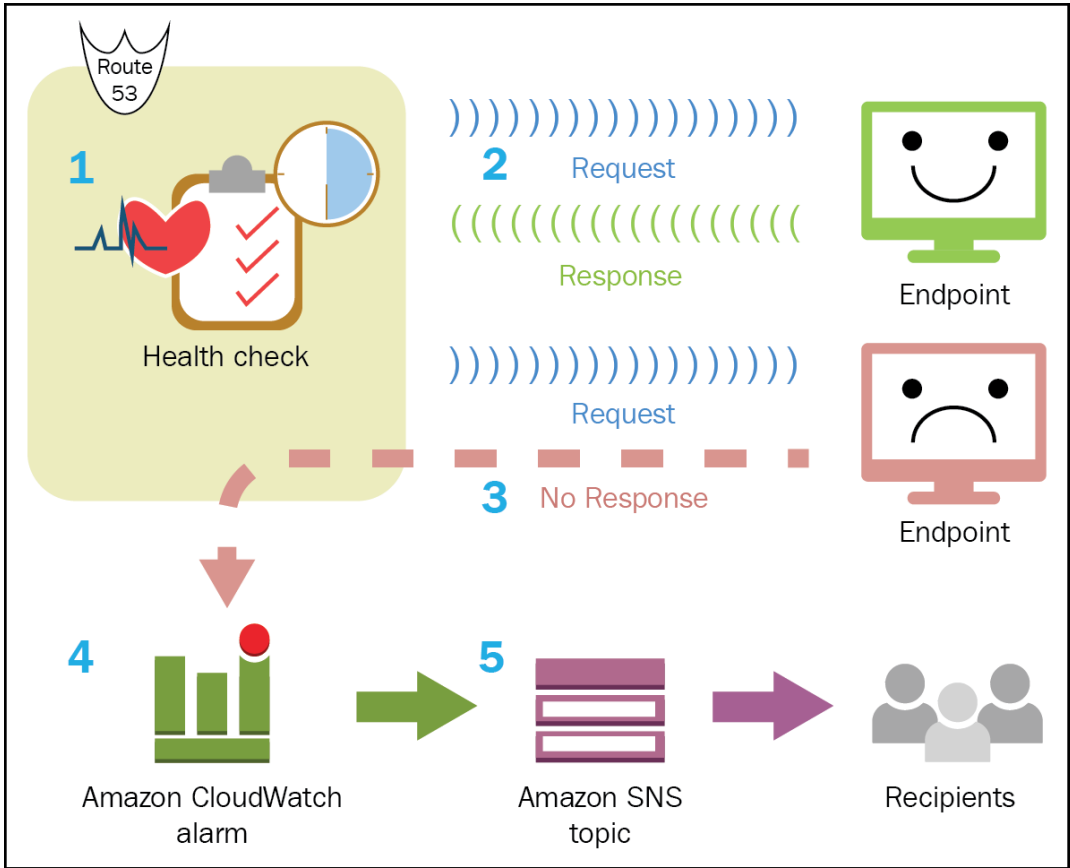 Route
53
1
2
Request
Response
Endpoint
Health check
Request
3
No Response
Endpoint
4
5
Amazon CloudWatch
alarm
Amazon SNS
topic
Recipients